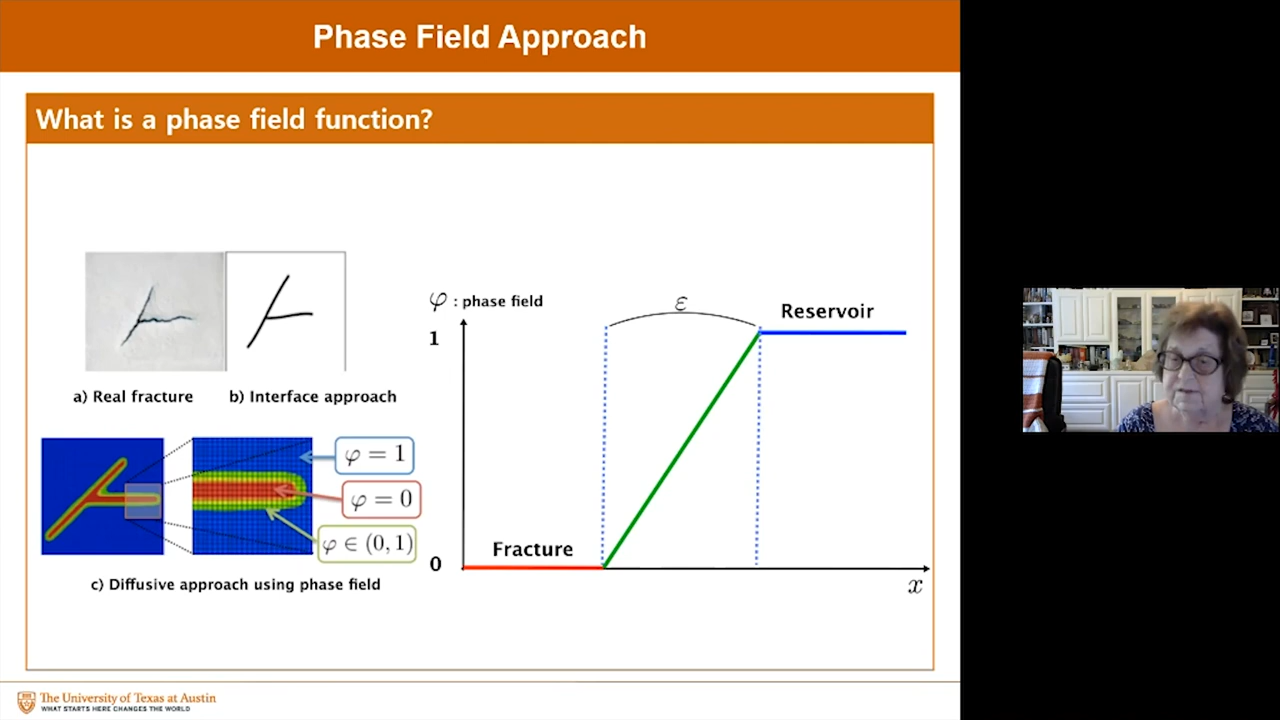 Phase Field Approach
What is a phase field function?
a) Real fracture
b) Interface approach
φ = 1
φ = 0
φ ∈ (0, 1)
c) Diffusive approach using phase field
φ : phase field
1
0
ε
Reservoir
Fracture
x
The University of Texas at Austin
WHAT STARTS HERE CHANGES THE WORLD